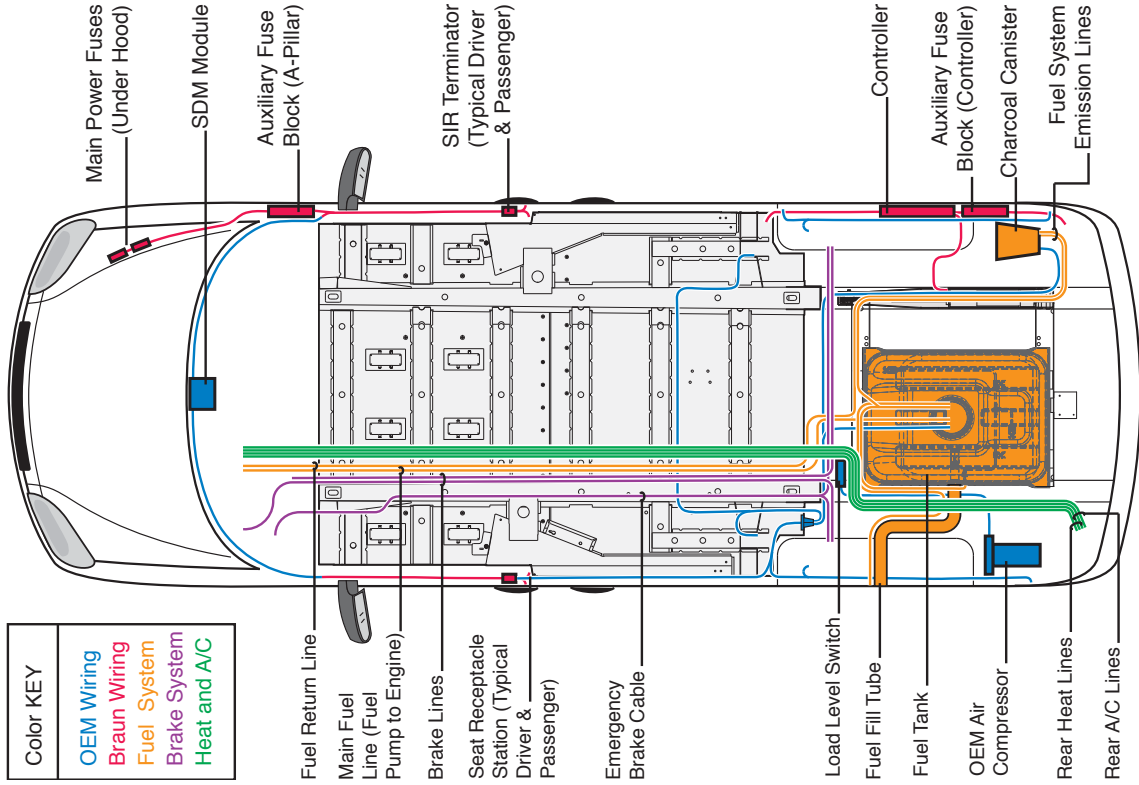 Main Power Fuses
(Under Hood)
SDM Module
Auxiliary Fuse
Block (A-Pillar)
SIR Terminator
(Typical Driver
& Passenger)
Controller
Auxiliary Fuse
Block (Controller)
Charcoal Canister
Fuel System
Emission Lines
Color KEY
OEM Wiring
Braun Wiring
Fuel System
Brake System
Heat and A/C
Fuel Return Line
Main Fuel
Line (Fuel
Pump to Engine)
Brake Lines
Seat Receptacle
Station (Typical
Driver &
Passenger)
Emergency
Brake Cable
Load Level Switch
Fuel Fill Tube
Fuel Tank
OEM Air
Compressor
Rear Heat Lines
Rear A/C Lines